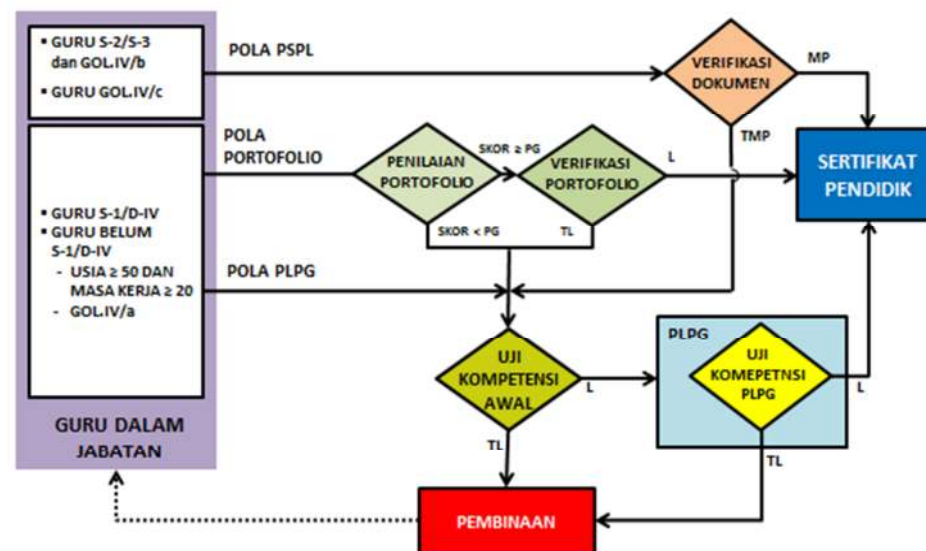 ▪ GURU S-2/S-3
dan GOL.IV/b
▪ GURU GOL.IV/c
POLA PSPL
VERIFIKASI
DOKUMEN
MP
TMP
POLA
PORTOFOLIO
PENILAIAN
PORTOFOLIO
SKOR ≥ PG
VERIFIKASI
PORTOFOLIO
L
SERTIFIKAT
PENDIDIK
SKOR < PG
TL
▪ GURU S-1/D-IV
▪ GURU BELUM
S-1/D-IV
- USIA ≥ 50 DAN
MASA KERJA ≥ 20
- GOL.IV/a
POLA PLPG
UJI
KOMPETENSI
AWAL
L
PLPG
UJI
KOMEPETNSI
PLPG
L
GURU DALAM
JABATAN
TL
TL
PEMBINAAN